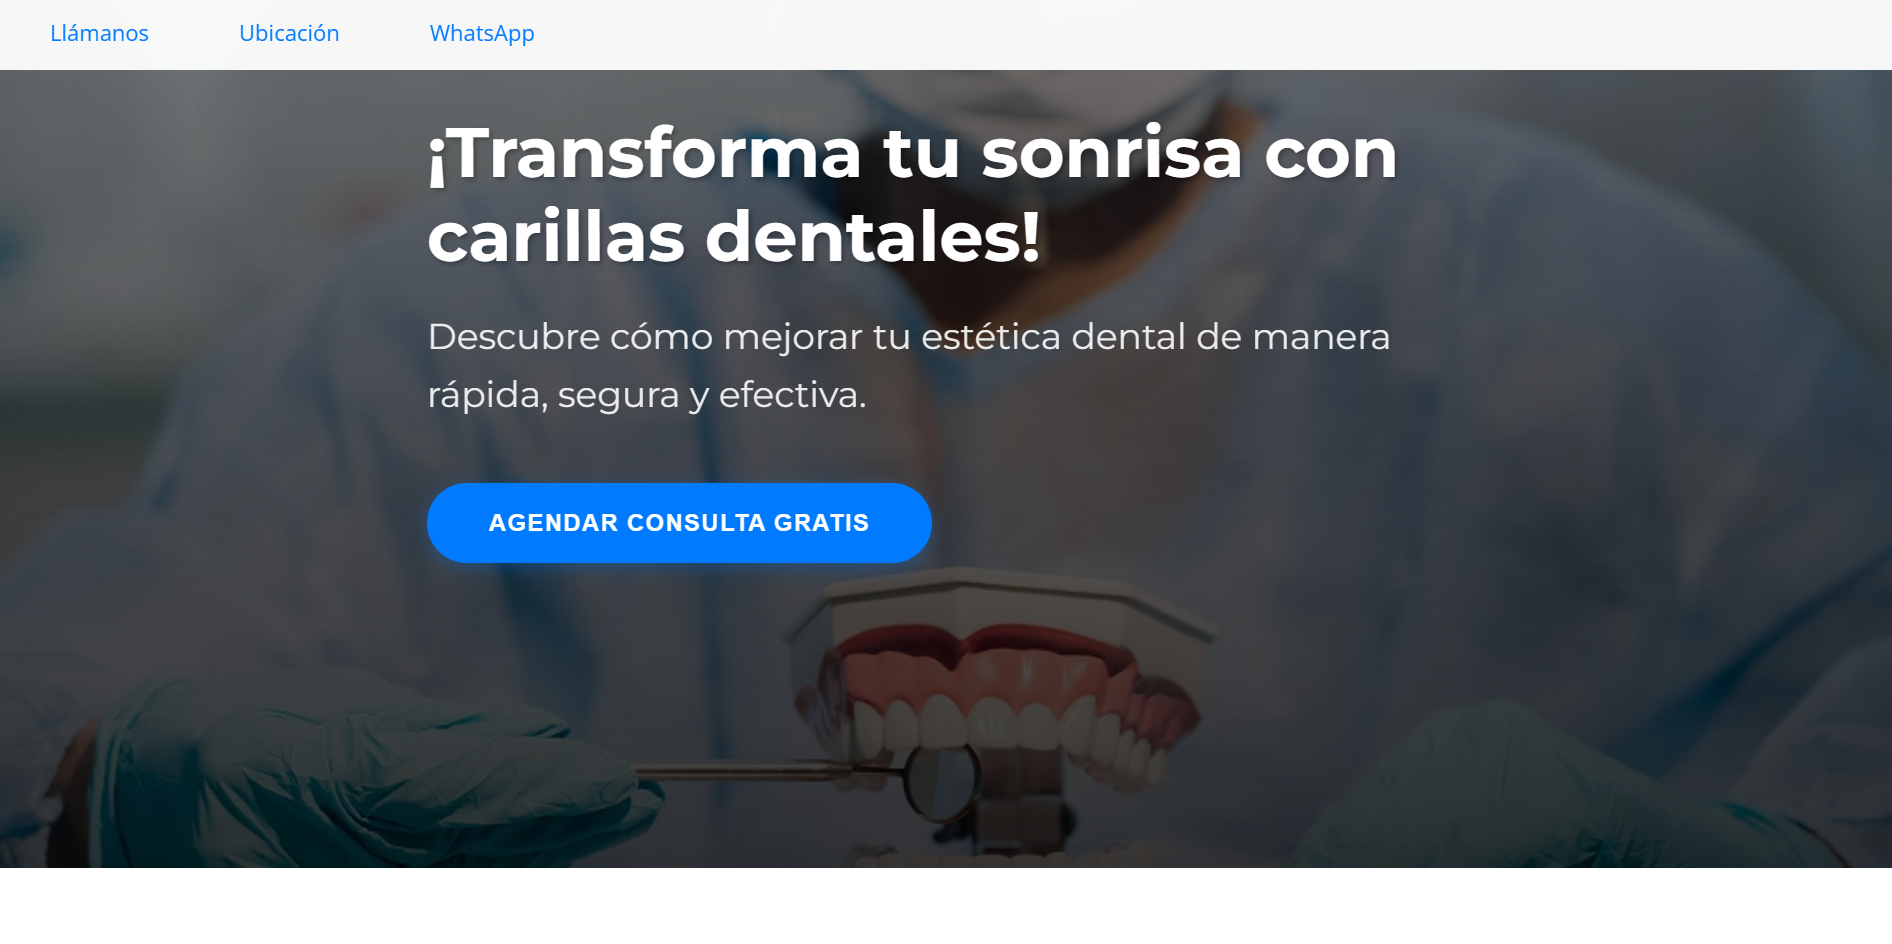 Llámanos
Ubicación
WhatsApp
¡Transforma tu sonrisa con
carillas dentales!
Descubre cómo mejorar tu estética dental de manera
rápida, segura y efectiva.
AGENDAR CONSULTA GRATIS